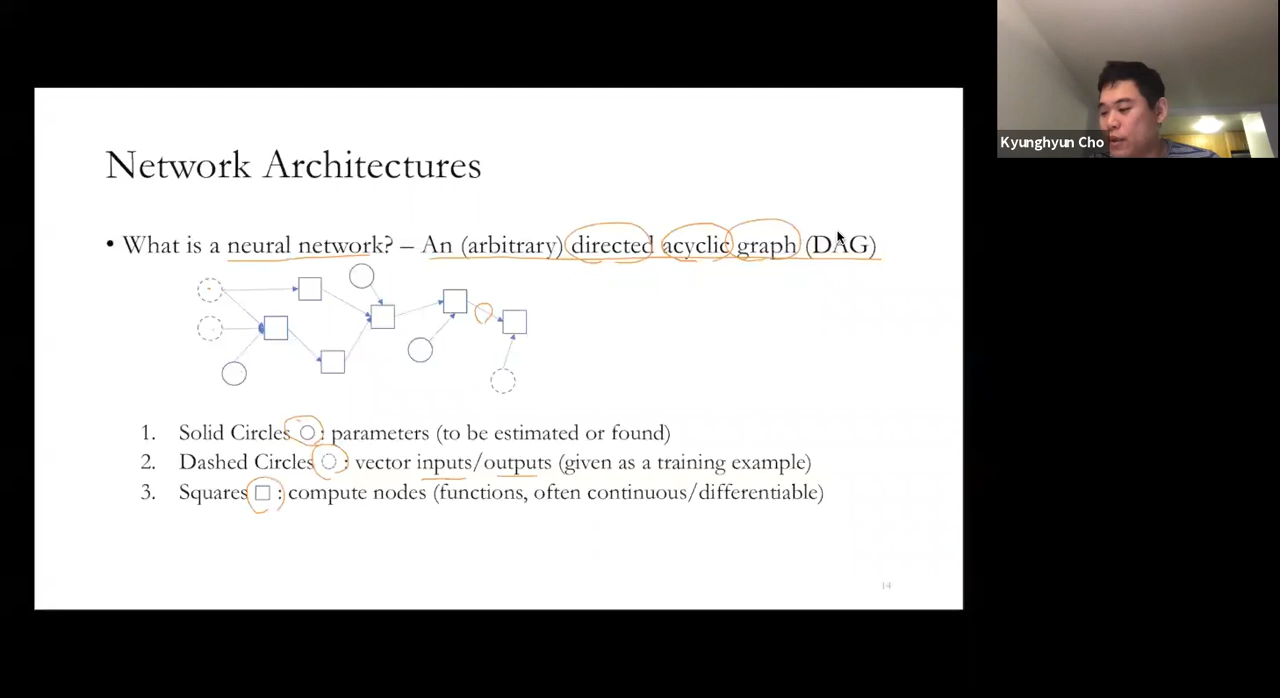 Kyunghyun Cho
Network Architectures
• What is a neural network? – An (arbitrary) directed acyclic graph (DAG)
1. Solid Circles ○ : parameters (to be estimated or found)
2. Dashed Circles ◌ : vector inputs/outputs (given as a training example)
3. Squares □ : compute nodes (functions, often continuous/differentiable)
14